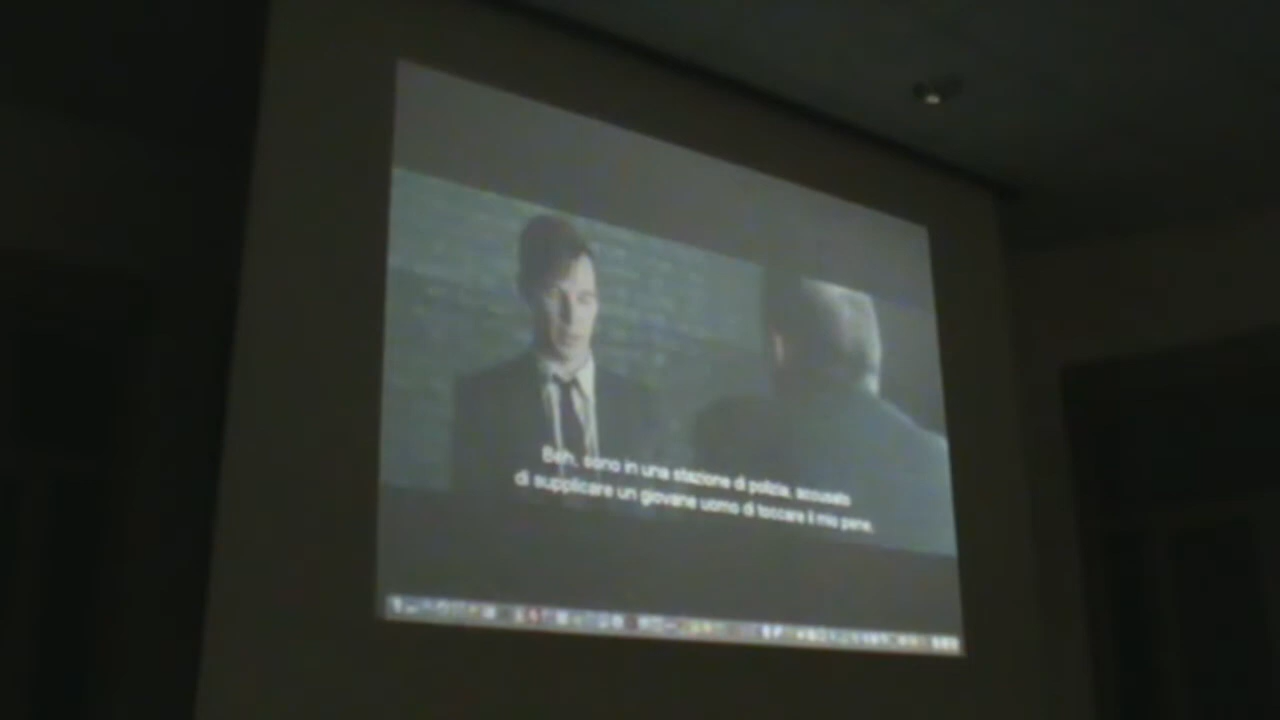 Beh, sono in una stazione di polizia, accusato
di supplicare un giovane uomo di toccare il mio pene.